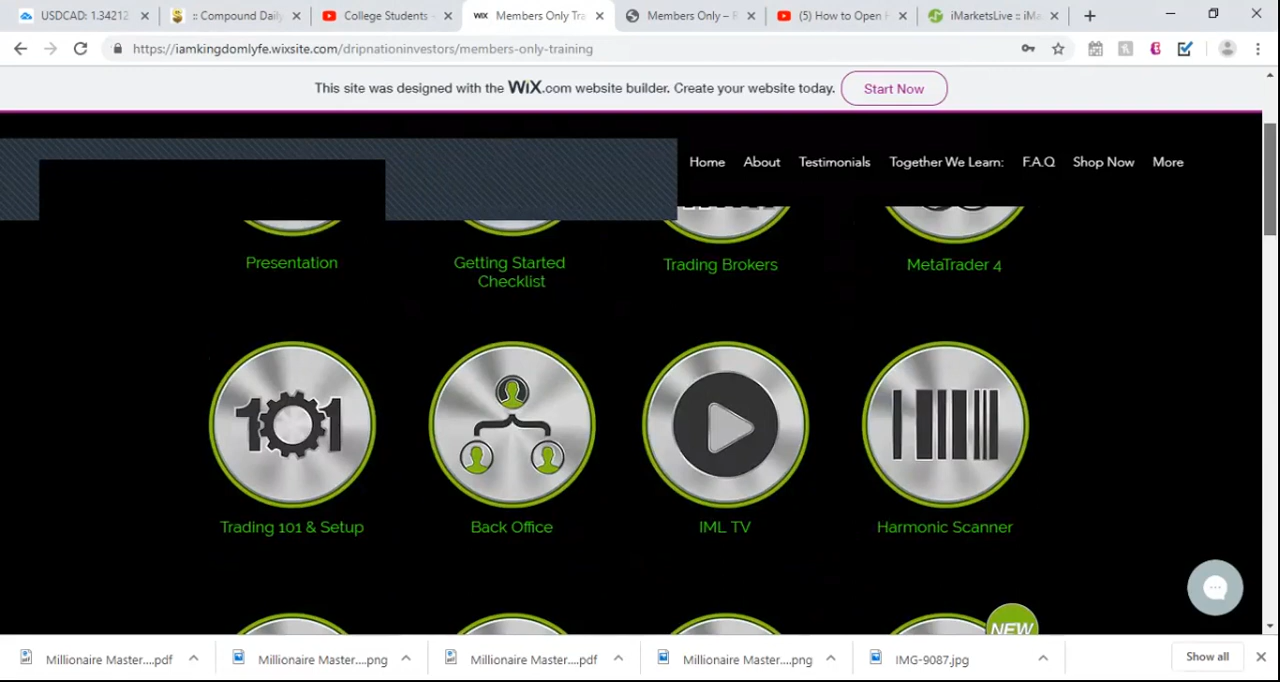 USDCAD: 1.34212
:: Compound Daily
College Students -
WiX
Members Only Tra
Members Only – 
(5) How to Open
iMarketsLive :: iMa
https://iamkingdomlyfe.wixsite.com/dripnationinvestors/members-only-training
This site was designed with the WiX.com website builder. Create your website today.
Start Now
Home
About
Testimonials
Together We Learn:
F.A.Q
Shop Now
More
Presentation
Getting Started
Checklist
Trading Brokers
MetaTrader 4
101
Trading 101 & Setup
Back Office
IML TV
Harmonic Scanner
NEW
Millionaire Master....pdf
Millionaire Master....png
Millionaire Master....pdf
Millionaire Master....png
IMG-9087.jpg
Show all